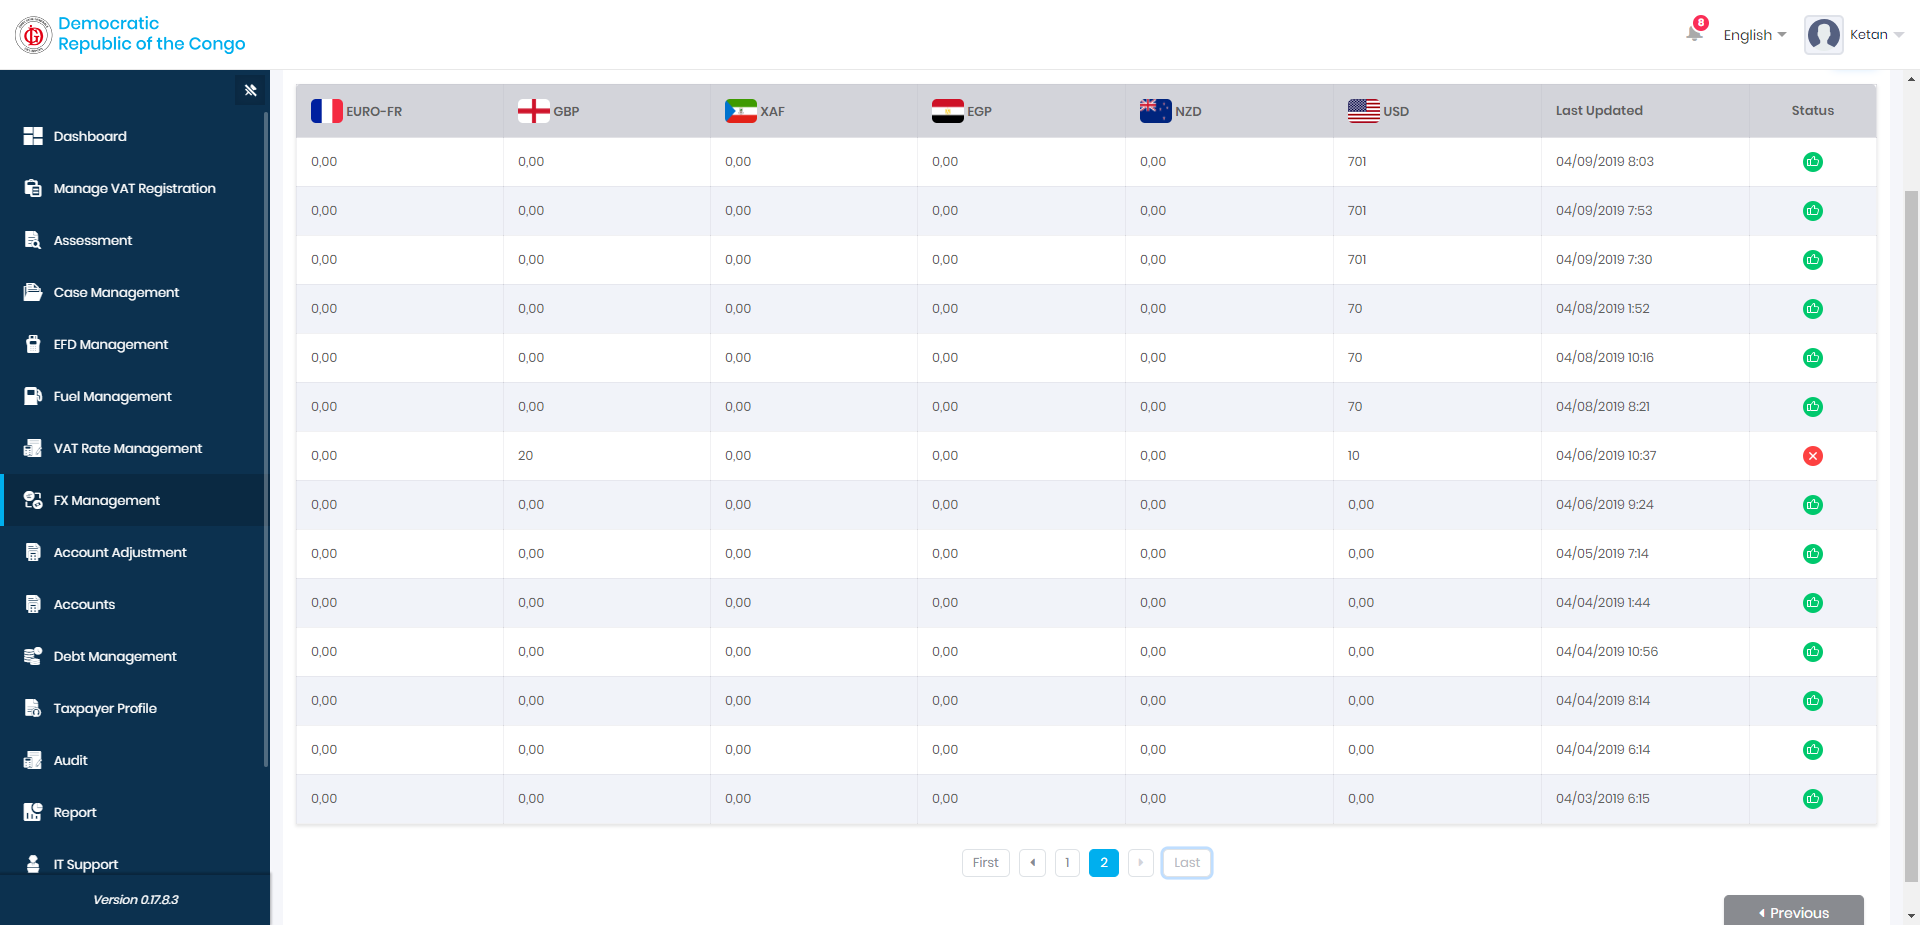 Democratic
Republic of the Congo
8
English
Ketan
Dashboard
Manage VAT Registration
Assessment
Case Management
EFD Management
Fuel Management
VAT Rate Management
FX Management
Account Adjustment
Accounts
Debt Management
Taxpayer Profile
Audit
Report
IT Support
Version 0.17.8.3
EURO-FR GBP XAF EGP NZD USD Last Updated Status
0,00 0,00 0,00 0,00 0,00 701 04/09/2019 8:03
0,00 0,00 0,00 0,00 0,00 701 04/09/2019 7:53
0,00 0,00 0,00 0,00 0,00 701 04/09/2019 7:30
0,00 0,00 0,00 0,00 0,00 70 04/08/2019 1:52
0,00 0,00 0,00 0,00 0,00 70 04/08/2019 10:16
0,00 0,00 0,00 0,00 0,00 70 04/08/2019 8:21
0,00 20 0,00 0,00 0,00 10 04/06/2019 10:37
0,00 0,00 0,00 0,00 0,00 0,00 04/06/2019 9:24
0,00 0,00 0,00 0,00 0,00 0,00 04/05/2019 7:14
0,00 0,00 0,00 0,00 0,00 0,00 04/04/2019 1:44
0,00 0,00 0,00 0,00 0,00 0,00 04/04/2019 10:56
0,00 0,00 0,00 0,00 0,00 0,00 04/04/2019 8:14
0,00 0,00 0,00 0,00 0,00 0,00 04/04/2019 6:14
0,00 0,00 0,00 0,00 0,00 0,00 04/03/2019 6:15
First 1 2 Last
Previous